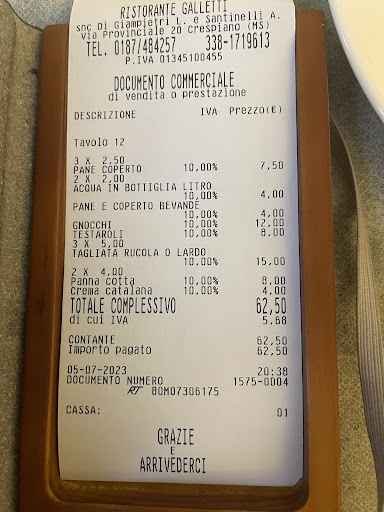 RISTORANTE GALLETTI
snc Di Giampietri L. e Santinelli A.
Via Provinciale 20 Crespiano (MS)
TEL. 0187/484257 338-1719613
P.IVA 01345100455
DOCUMENTO COMMERCIALE
di vendita o prestazione
DESCRIZIONE IVA Prezzo(€)
Tavolo 12
3 X 2,50
PANE COPERTO 10,00% 7,50
2 X 2,00
ACQUA IN BOTTIGLIA LITRO
10,00% 4,00
PANE E COPERTO BEVANDE
10,00% 4,00
GNOCCHI 10,00% 12,00
TESTAROLI 10,00% 8,00
3 X 5,00
TAGLIATA RUCOLA O LARDO
10,00% 15,00
2 X 4,00
Panna cotta 10,00% 8,00
Crema catalana 10,00% 4,00
TOTALE COMPLESSIVO 62,50
di cui IVA 5,68
CONTANTE 62,50
Importo pagato 62,50
05-07-2023 20:38
DOCUMENTO NUMERO 1575-0004
RT 80M07306175
CASSA: 01
GRAZIE
E
ARRIVEDERCI